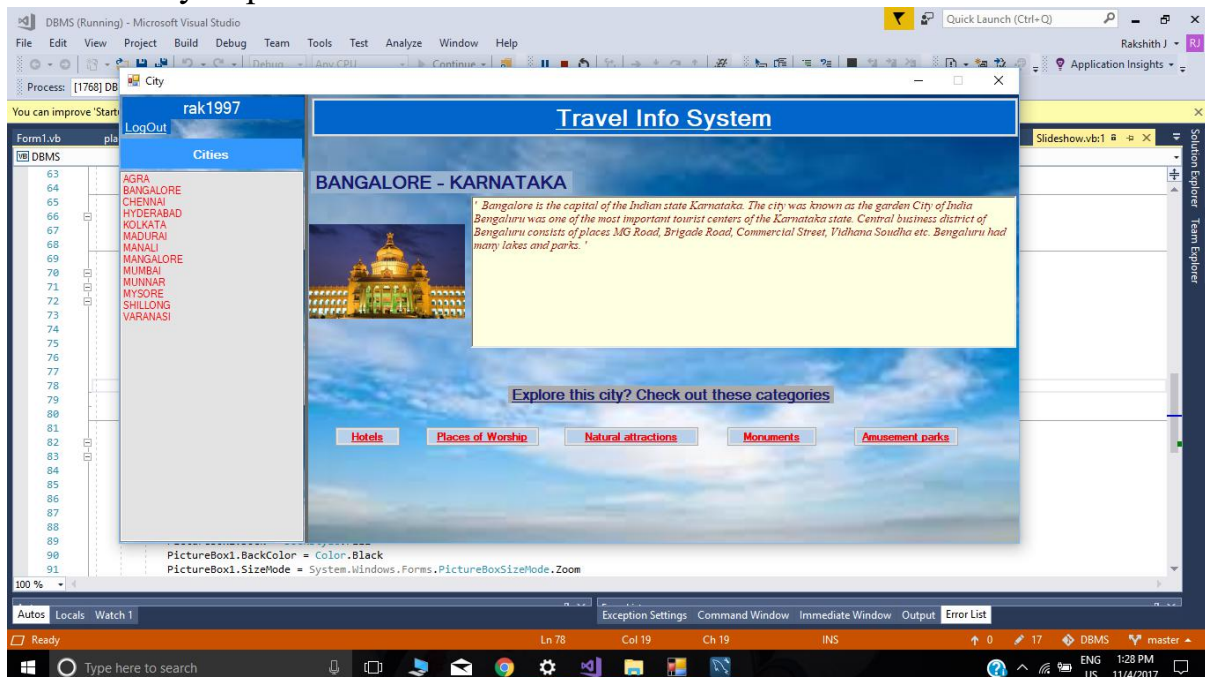 DBMS (Running) - Microsoft Visual Studio
Quick Launch (Ctrl+Q)
File Edit View Project Build Debug Team Tools Test Analyze Window Help
Rakshith J RJ
Debug Any CPU Continue
Application Insights
Process: [1768] DB
City
You can improve 'Start
Form1.vb pla
Slideshow.vb:1
VB DBMS
rak1997
LogOut
Cities
AGRA
BANGALORE
CHENNAI
HYDERABAD
KOLKATA
MADURAI
MANALI
MANGALORE
MUMBAI
MUNNAR
MYSORE
SHILLONG
VARANASI
Travel Info System
BANGALORE - KARNATAKA
' Bangalore is the capital of the Indian state Karnataka. The city was known as the garden City of India
Bengaluru was one of the most important tourist centers of the Karnataka state. Central business district of
Bengaluru consists of places MG Road, Brigade Road, Commercial Street, Vidhana Soudha etc. Bengaluru had
many lakes and parks. '
Explore this city? Check out these categories
Hotels Places of Worship Natural attractions Monuments Amusement parks
Solution Explorer
Team Explorer
63
64
65
66
67
68
69
70
71
72
73
74
75
76
77
78
79
80
81
82
83
84
85
86
87
88
89
90 PictureBox1.BackColor = Color.Black
91 PictureBox1.SizeMode = System.Windows.Forms.PictureBoxSizeMode.Zoom
100 %
Autos Locals Watch 1
Exception Settings Command Window Immediate Window Output Error List
Ready Ln 78 Col 19 Ch 19 INS 0 17 DBMS master
Type here to search
ENG 1:28 PM
US 11/4/2017